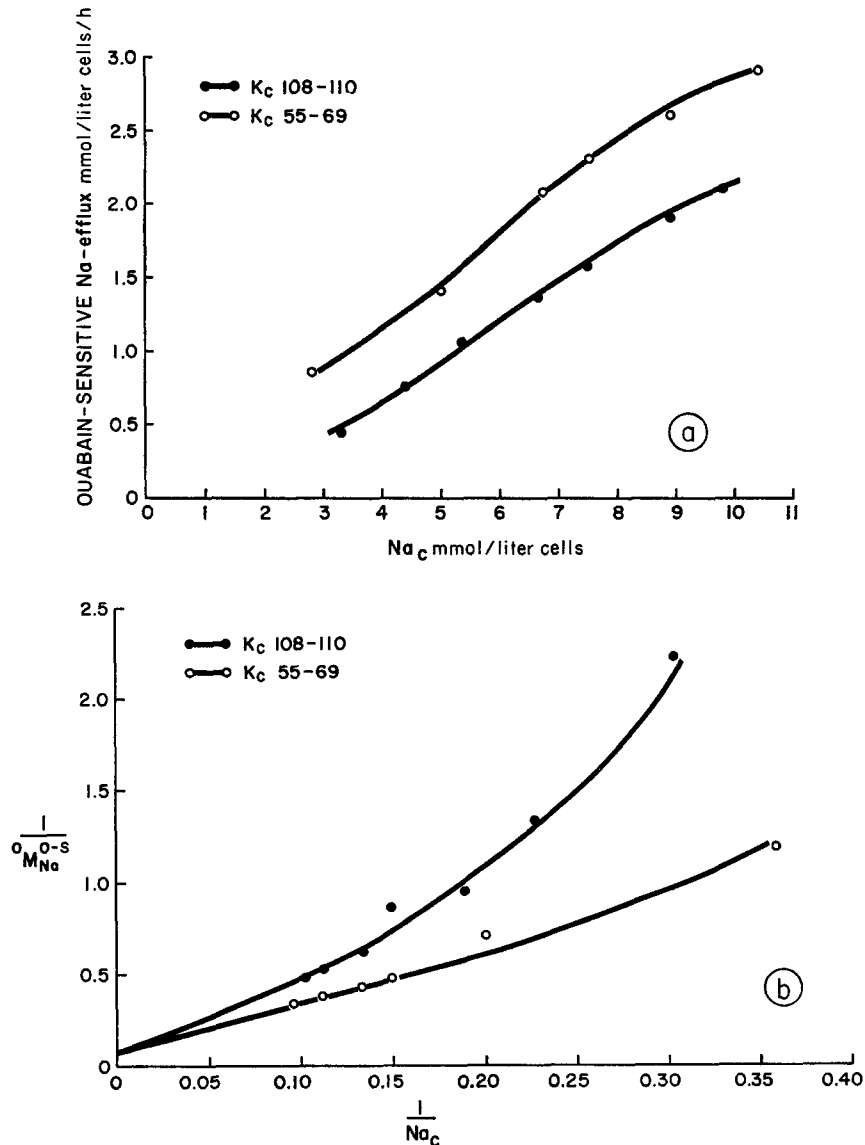 OUABAIN-SENSITIVE Na-efflux mmol/liter cells/h
3.0
2.5
2.0
1.5
1.0
0.5
0
K_C 108-110
K_C 55-69
a
0 1 2 3 4 5 6 7 8 9 10 11
Na_C mmol/liter cells
2.5
2.0
1.5
1.0
0.5
0
K_C 108-110
K_C 55-69
1
o M Na o-s
b
0 0.05 0.10 0.15 0.20 0.25 0.30 0.35 0.40
1
Na_C